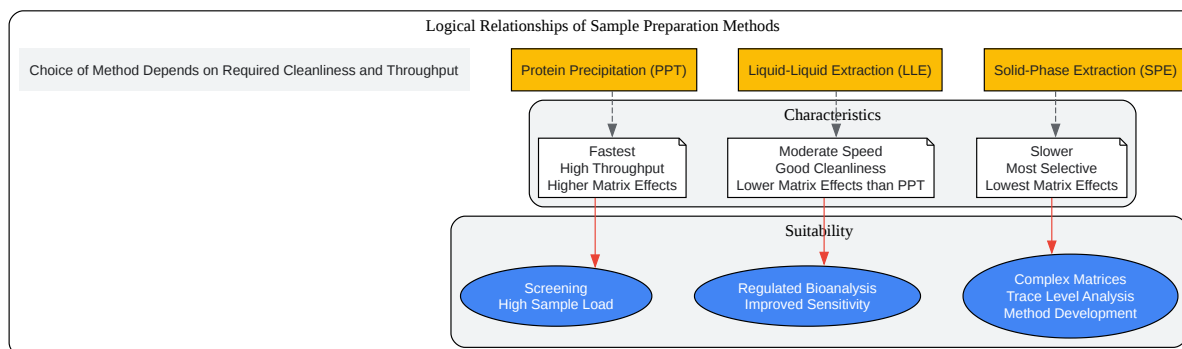 Logical Relationships of Sample Preparation Methods
Choice of Method Depends on Required Cleanliness and Throughput
Protein Precipitation (PPT)
Liquid-Liquid Extraction (LLE)
Solid-Phase Extraction (SPE)
Characteristics
Fastest
High Throughput
Higher Matrix Effects
Moderate Speed
Good Cleanliness
Lower Matrix Effects than PPT
Slower
Most Selective
Lowest Matrix Effects
Suitability
Screening
High Sample Load
Regulated Bioanalysis
Improved Sensitivity
Complex Matrices
Trace Level Analysis
Method Development